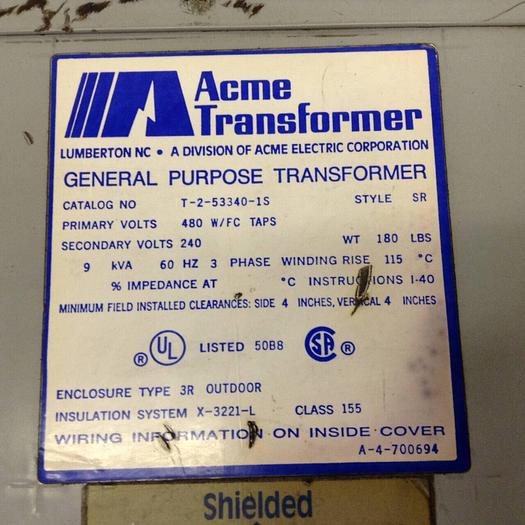 Acme
Transformer
LUMBERTON NC • A DIVISION OF ACME ELECTRIC CORPORATION
GENERAL PURPOSE TRANSFORMER
CATALOG NO T-2-53340-1S STYLE SR
PRIMARY VOLTS 480 W/FC TAPS
SECONDARY VOLTS 240 WT 180 LBS
9 kVA 60 HZ 3 PHASE WINDING RISE 115 °C
% IMPEDANCE AT °C INSTRUCTIONS I-40
MINIMUM FIELD INSTALLED CLEARANCES: SIDE 4 INCHES, VERTICAL 4 INCHES
® UL LISTED 50B8 SA ®
ENCLOSURE TYPE 3R OUTDOOR
INSULATION SYSTEM X-3221-L CLASS 155
WIRING INFORMATION ON INSIDE COVER
A-4-700694
Shielded